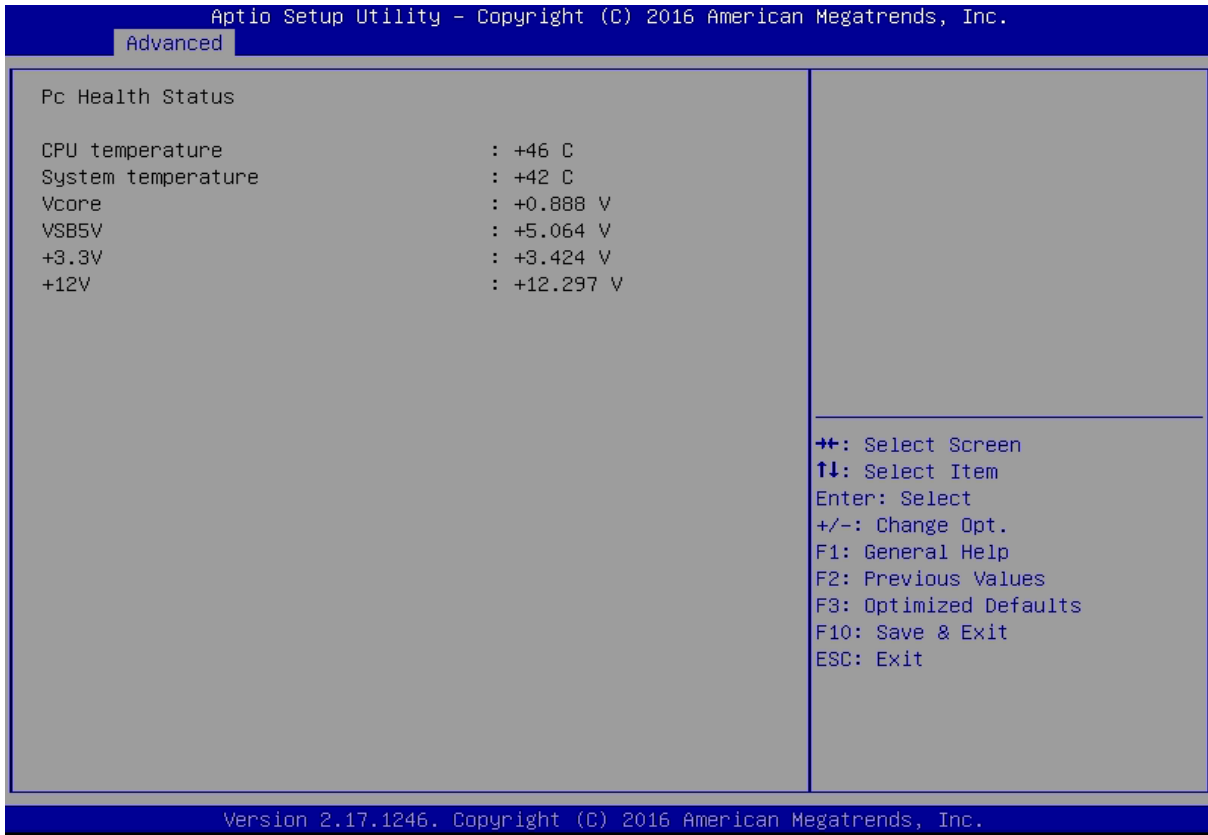 Aptio Setup Utility – Copyright (C) 2016 American Megatrends, Inc.
Advanced
Pc Health Status
CPU temperature : +46 C
System temperature : +42 C
Vcore : +0.888 V
VSB5V : +5.064 V
+3.3V : +3.424 V
+12V : +12.297 V
→←: Select Screen
↑↓: Select Item
Enter: Select
+/-: Change Opt.
F1: General Help
F2: Previous Values
F3: Optimized Defaults
F10: Save & Exit
ESC: Exit
Version 2.17.1246. Copyright (C) 2016 American Megatrends, Inc.